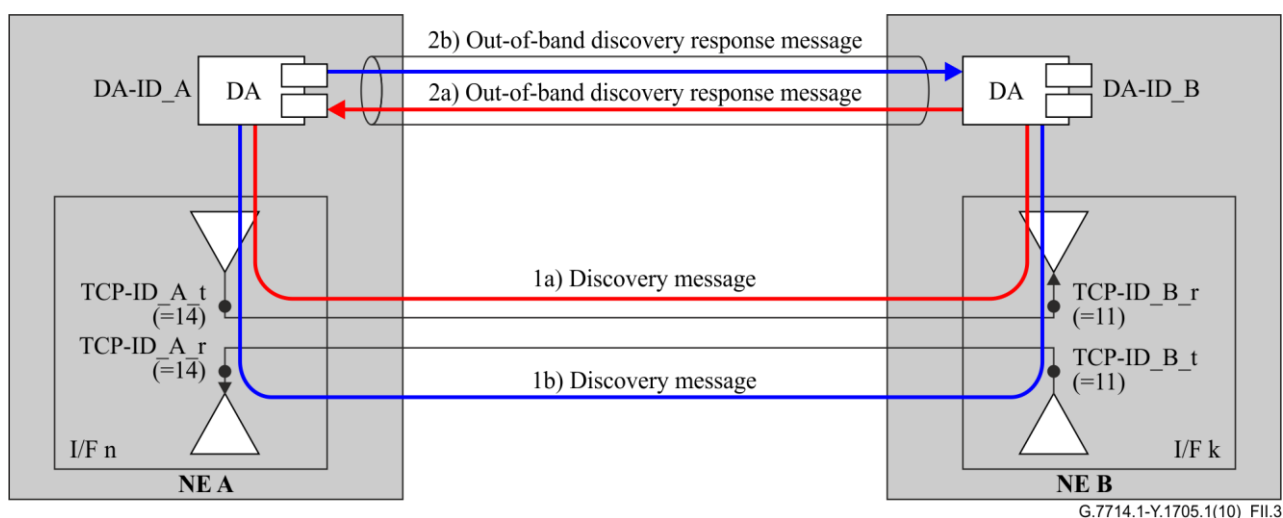 2b) Out-of-band discovery response message
DA-ID_A
DA
2a) Out-of-band discovery response message
DA
DA-ID_B
1a) Discovery message
TCP-ID_A_t
(=14)
TCP-ID_B_r
(=11)
TCP-ID_A_r
(=14)
TCP-ID_B_t
(=11)
1b) Discovery message
I/F n
I/F k
NE A
NE B
G.7714.1-Y.1705.1(10)_FII.3